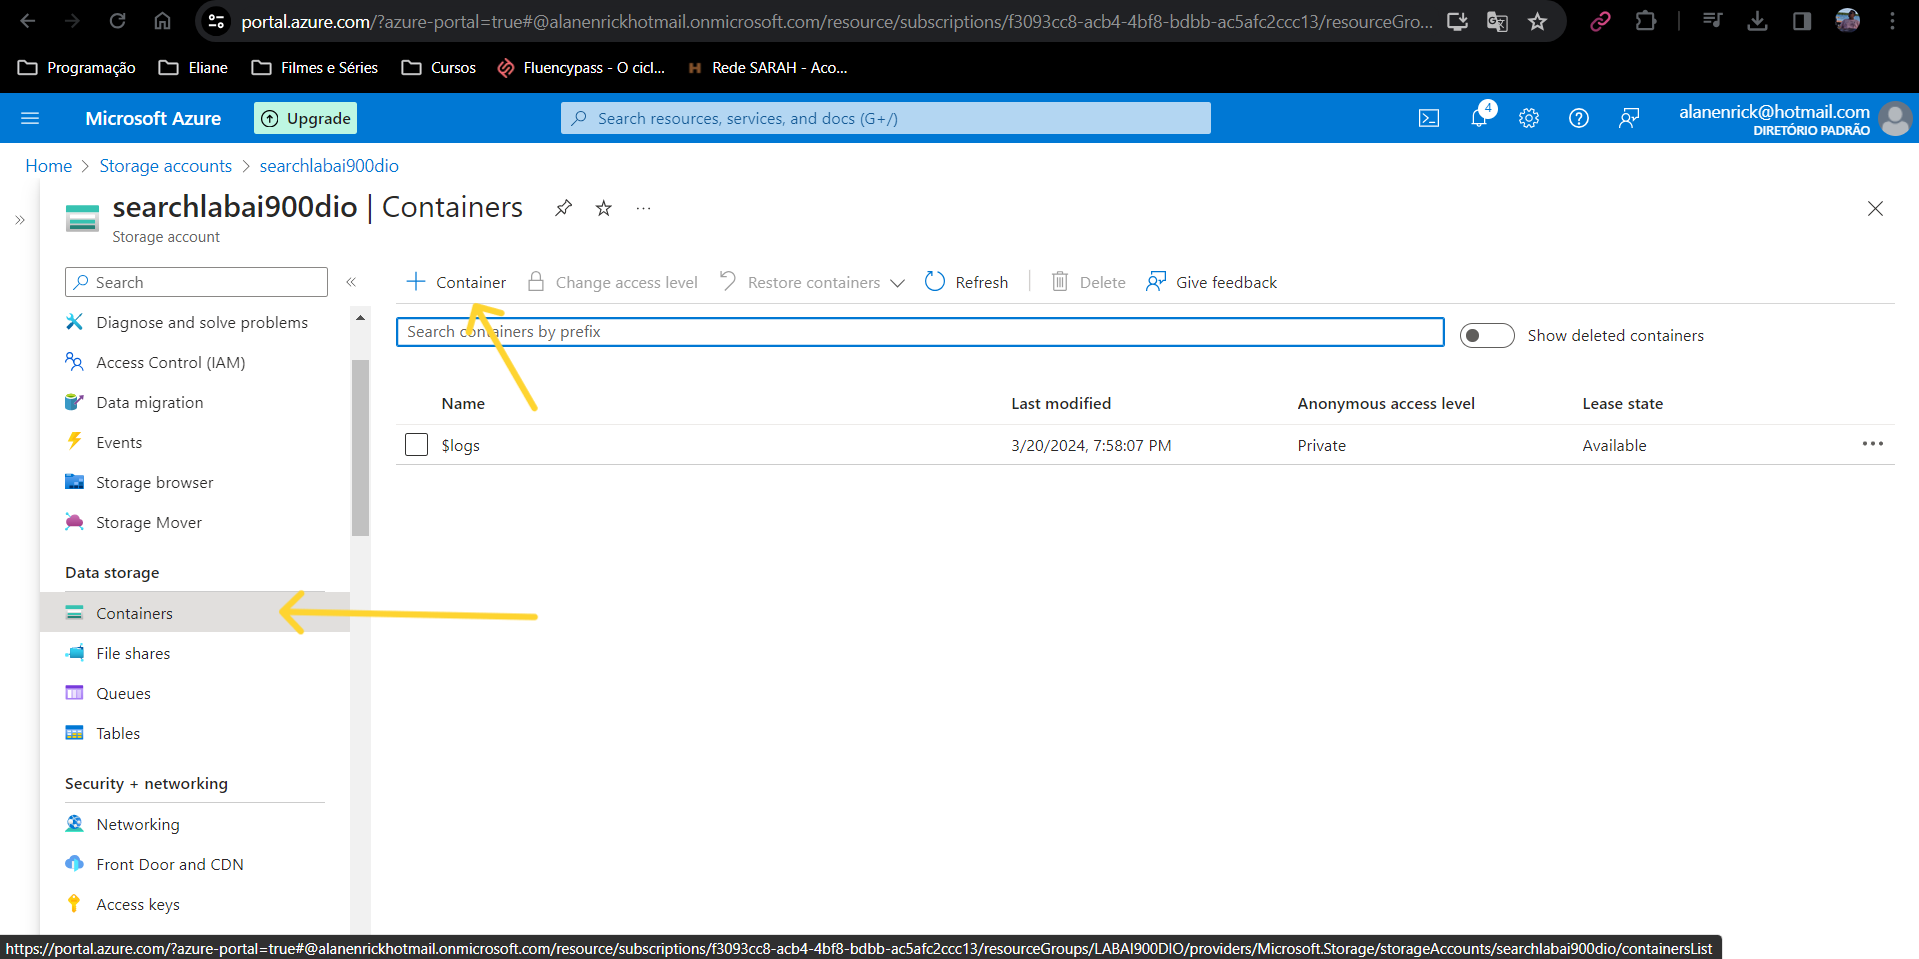 portal.azure.com/?azure-portal=true#@alanenrickhotmail.onmicrosoft.com/resource/subscriptions/f3093cc8-acb4-4bf8-bdbb-ac5afc2ccc13/resourceGro...
Programação Eliane Filmes e Séries Cursos Fluencypass - O cicl... Rede SARAH - Aco...
Microsoft Azure Upgrade Search resources, services, and docs (G+/) 4 alanenrick@hotmail.com
DIRETÓRIO PADRÃO
Home > Storage accounts > searchlabai900dio
searchlabai900dio | Containers
Storage account
Search
Container Change access level Restore containers Refresh Delete Give feedback
Search containers by prefix
Show deleted containers
Name Last modified Anonymous access level Lease state
$logs 3/20/2024, 7:58:07 PM Private Available
Diagnose and solve problems
Access Control (IAM)
Data migration
Events
Storage browser
Storage Mover
Data storage
Containers
File shares
Queues
Tables
Security + networking
Networking
Front Door and CDN
Access keys
https://portal.azure.com/?azure-portal=true#@alanenrickhotmail.onmicrosoft.com/resource/subscriptions/f3093cc8-acb4-4bf8-bdbb-ac5afc2ccc13/resourceGroups/LABAI900DIO/providers/Microsoft.Storage/storageAccounts/searchlabai900dio/containersList